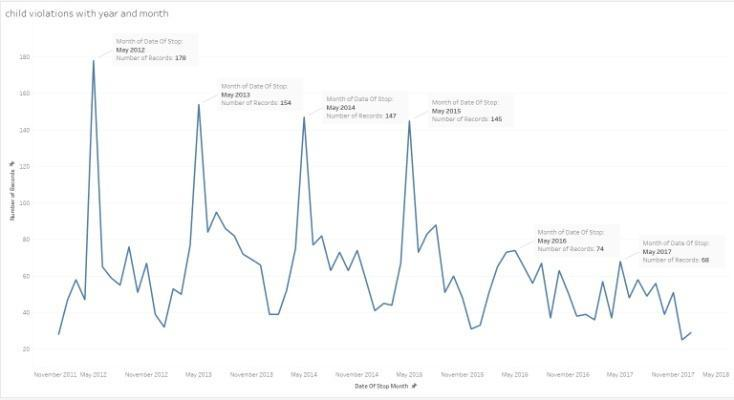 child violations with year and month
Month of Date Of Stop:
May 2012
Number of Records: 178
Month of Date Of Stop:
May 2013
Number of Records: 154
Month of Date Of Stop:
May 2014
Number of Records: 147
Month of Date Of Stop:
May 2015
Number of Records: 145
Month of Date Of Stop:
May 2016
Number of Records: 74
Month of Date Of Stop:
May 2017
Number of Records: 68
Number of Records
180
160
140
120
100
80
60
40
20
November 2011 May 2012 November 2012 May 2013 November 2013 May 2014 November 2014 May 2015 November 2015 May 2016 November 2016 May 2017 November 2017 May 2018
Date Of Stop Month